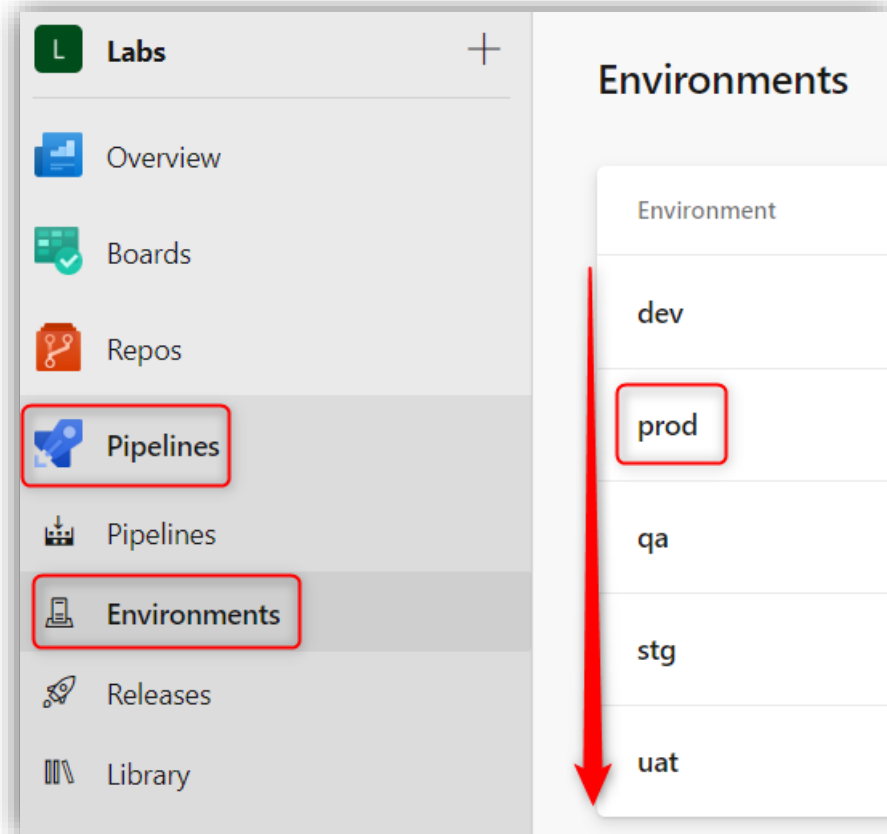 L Labs
Overview
Boards
Repos
Pipelines
Pipelines
Environments
Releases
Library
Environments
Environment
dev
prod
qa
stg
uat